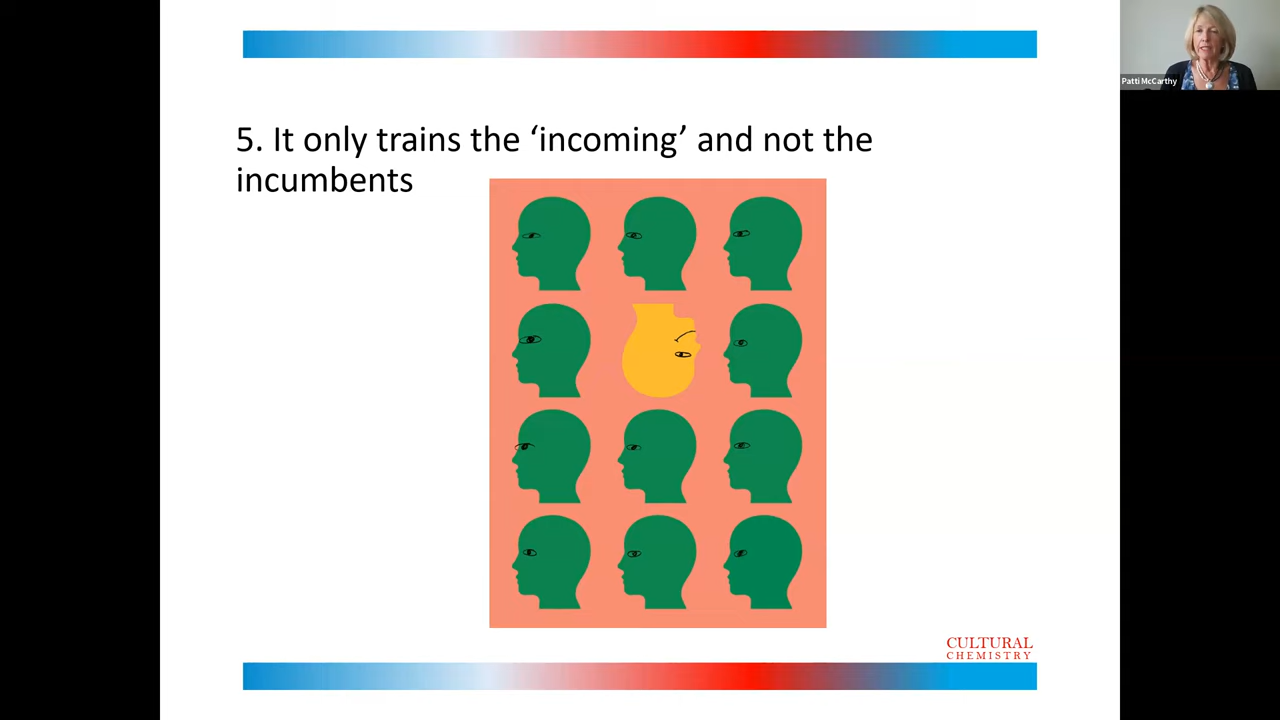 Patti McCarthy
5. It only trains the ‘incoming’ and not the
incumbents
CULTURAL
CHEMISTRY